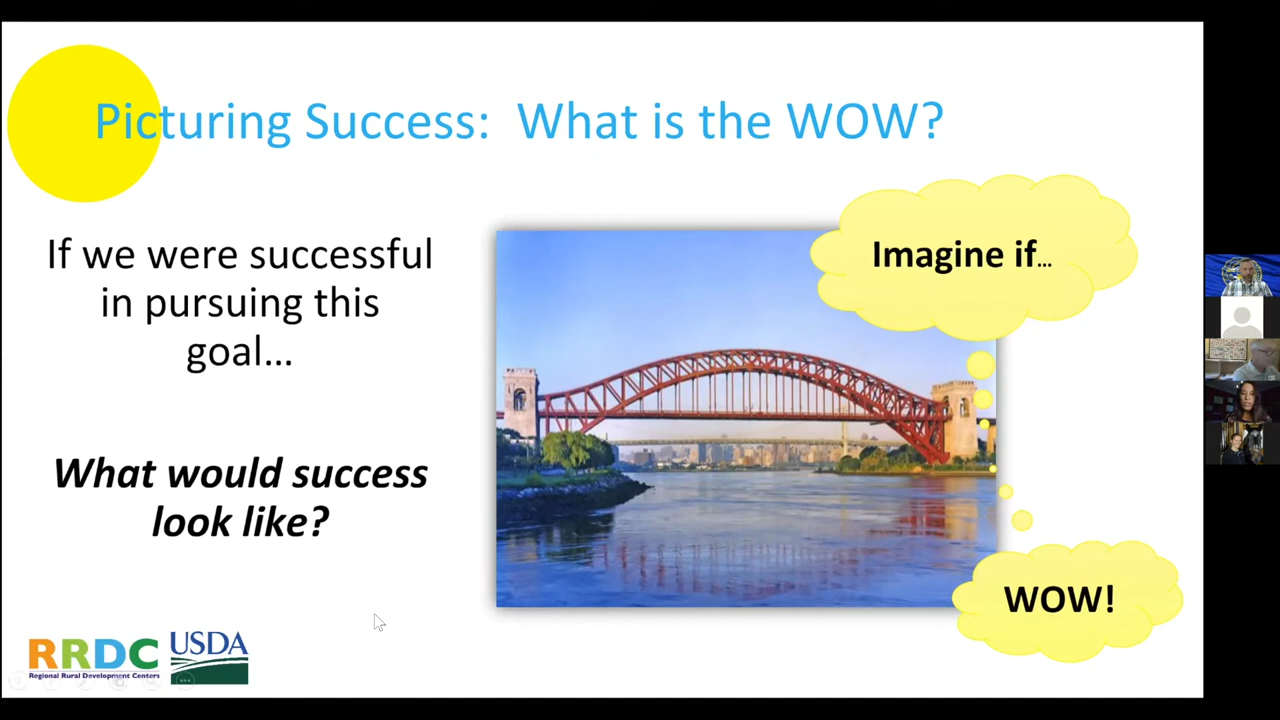 Picturing Success: What is the WOW?
If we were successful
in pursuing this
goal...
What would success
look like?
Imagine if...
WOW!
RRDC
Regional Rural Development Centers
USDA